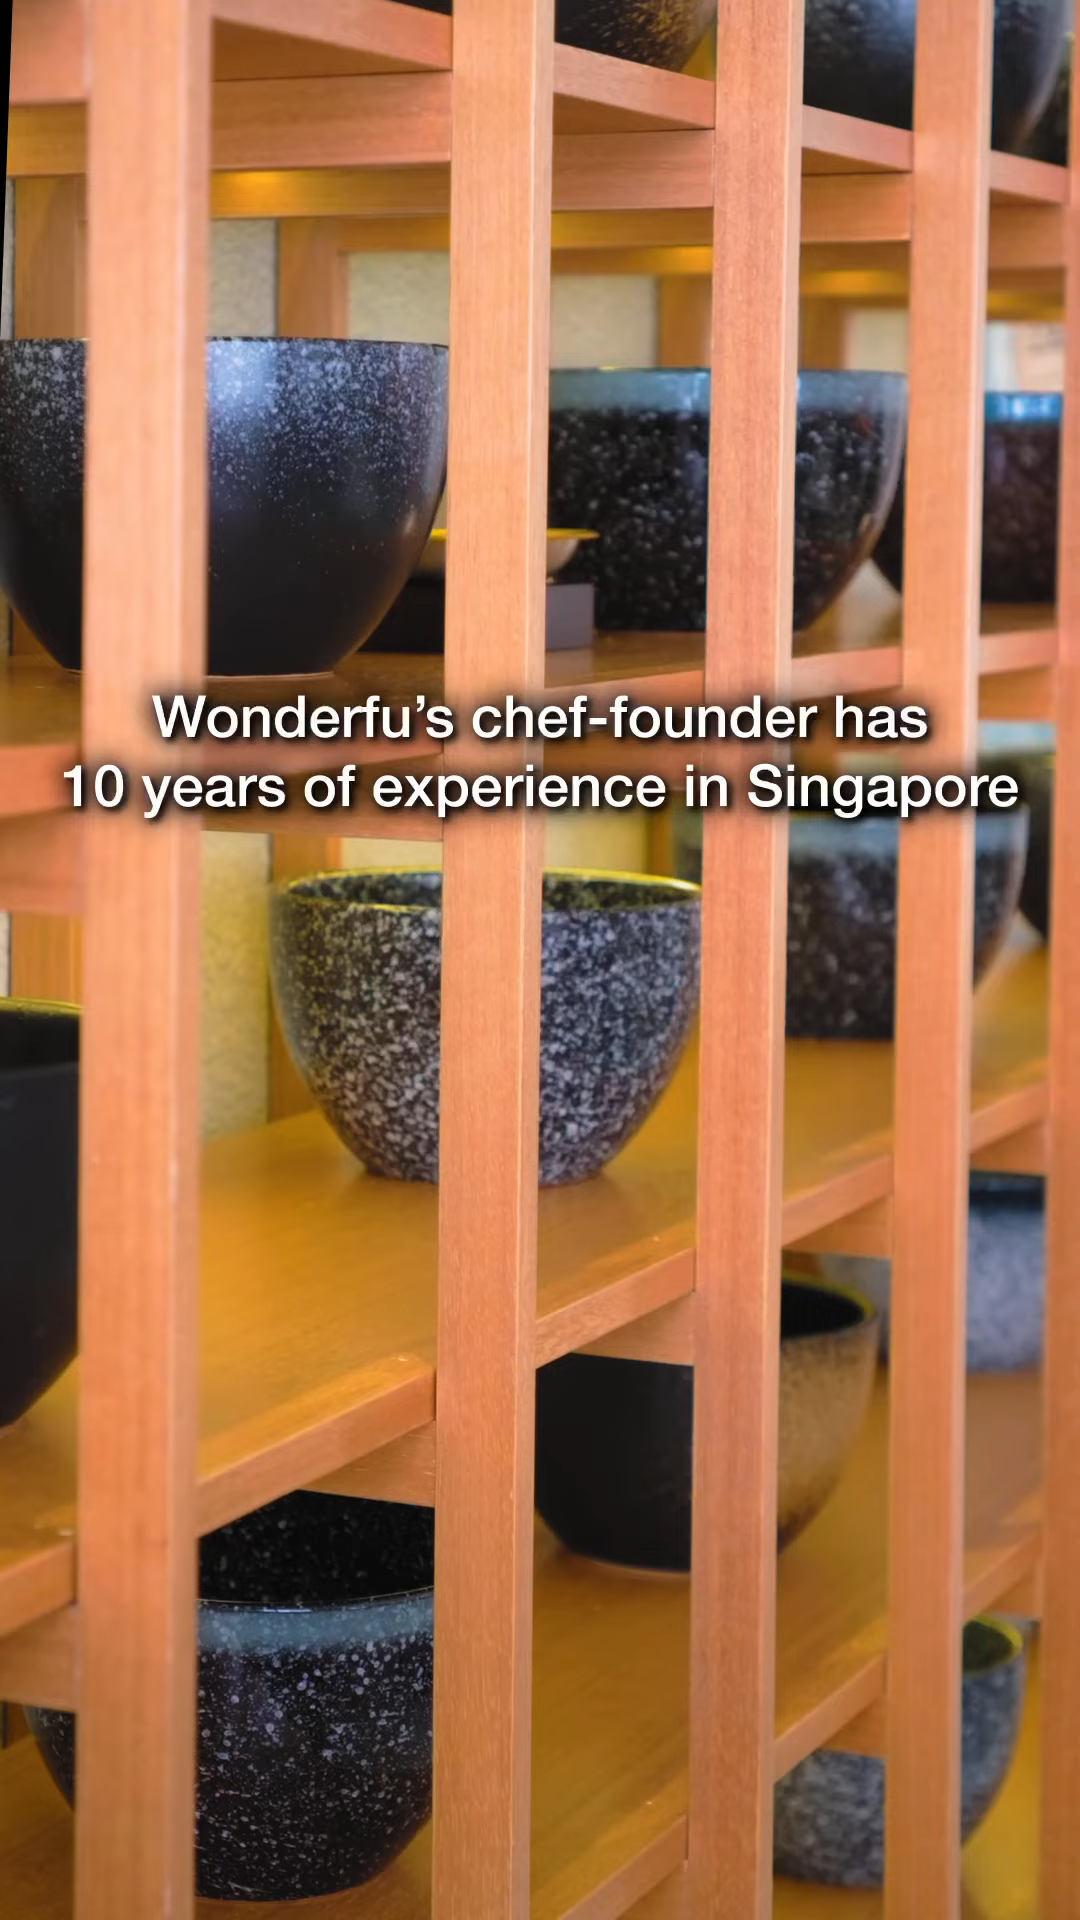 Wonderfu’s chef-founder has
10 years of experience in Singapore